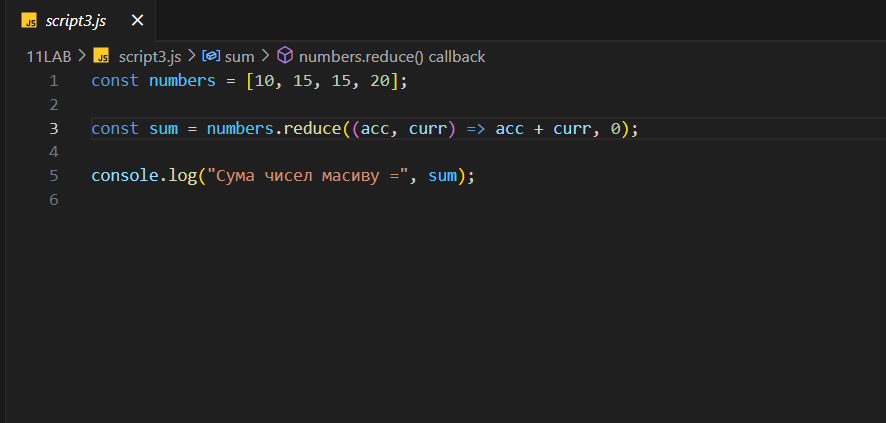 JS script3.js ×
11LAB > JS script3.js > sum > numbers.reduce() callback
1 const numbers = [10, 15, 15, 20];
2
3 const sum = numbers.reduce((acc, curr) => acc + curr, 0);
4
5 console.log("Сума чисел масиву =", sum);
6